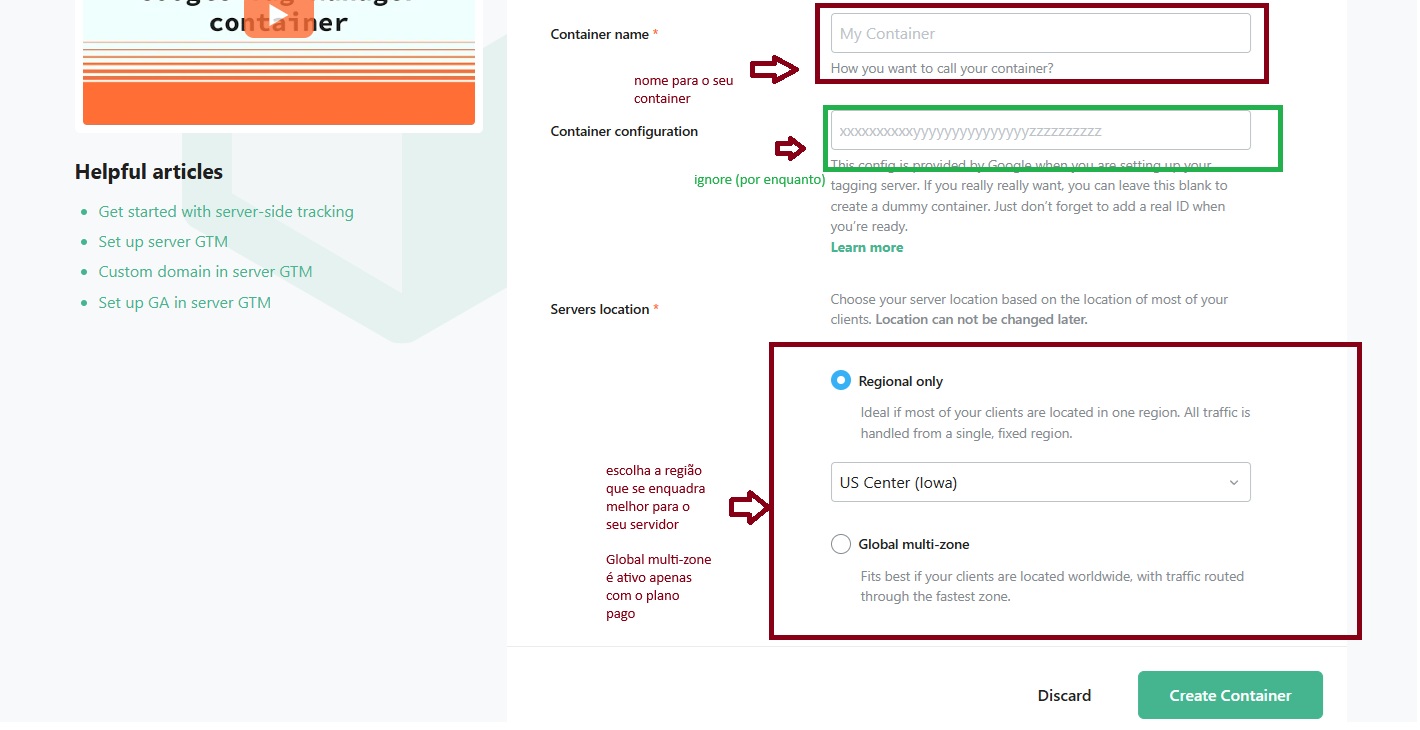 container
Helpful articles
Get started with server-side tracking
Set up server GTM
Custom domain in server GTM
Set up GA in server GTM
Container name *
My Container
How you want to call your container?
nome para o seu
container
Container configuration
xxxxxxxxxxyyyyyyyyyyyyyyyzzzzzzzzzz
ignore (por enquanto)
This config is provided by Google when you are setting up your
tagging server. If you really really want, you can leave this blank to
create a dummy container. Just don’t forget to add a real ID when
you’re ready.
Learn more
Servers location *
Choose your server location based on the location of most of your
clients. Location can not be changed later.
Regional only
Ideal if most of your clients are located in one region. All traffic is
handled from a single, fixed region.
escolha a região
que se enquadra
melhor para o
seu servidor
US Center (Iowa)
Global multi-zone
é ativo apenas
com o plano
pago
Global multi-zone
Fits best if your clients are located worldwide, with traffic routed
through the fastest zone.
Discard
Create Container